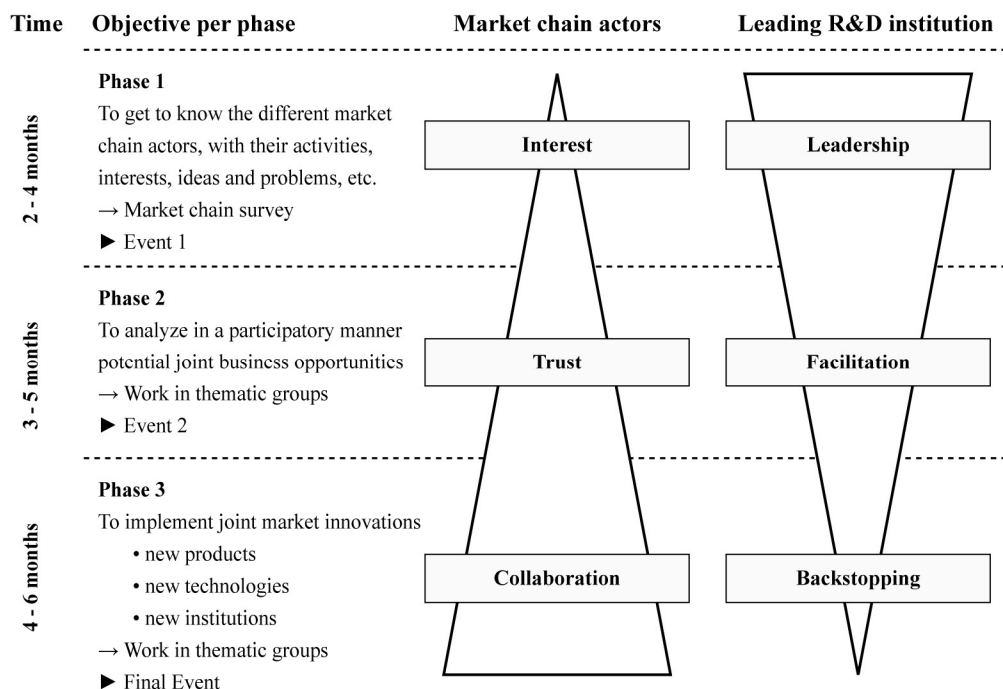 Time Objective per phase Market chain actors Leading R&D institution
2 - 4 months
Phase 1
To get to know the different market
chain actors, with their activities,
interests, ideas and problems, etc.
→ Market chain survey
► Event 1
Interest
Leadership
3 - 5 months
Phase 2
To analyze in a participatory manner
potential joint business opportunities
→ Work in thematic groups
► Event 2
Trust
Facilitation
4 - 6 months
Phase 3
To implement joint market innovations
• new products
• new technologies
• new institutions
→ Work in thematic groups
► Final Event
Collaboration
Backstopping